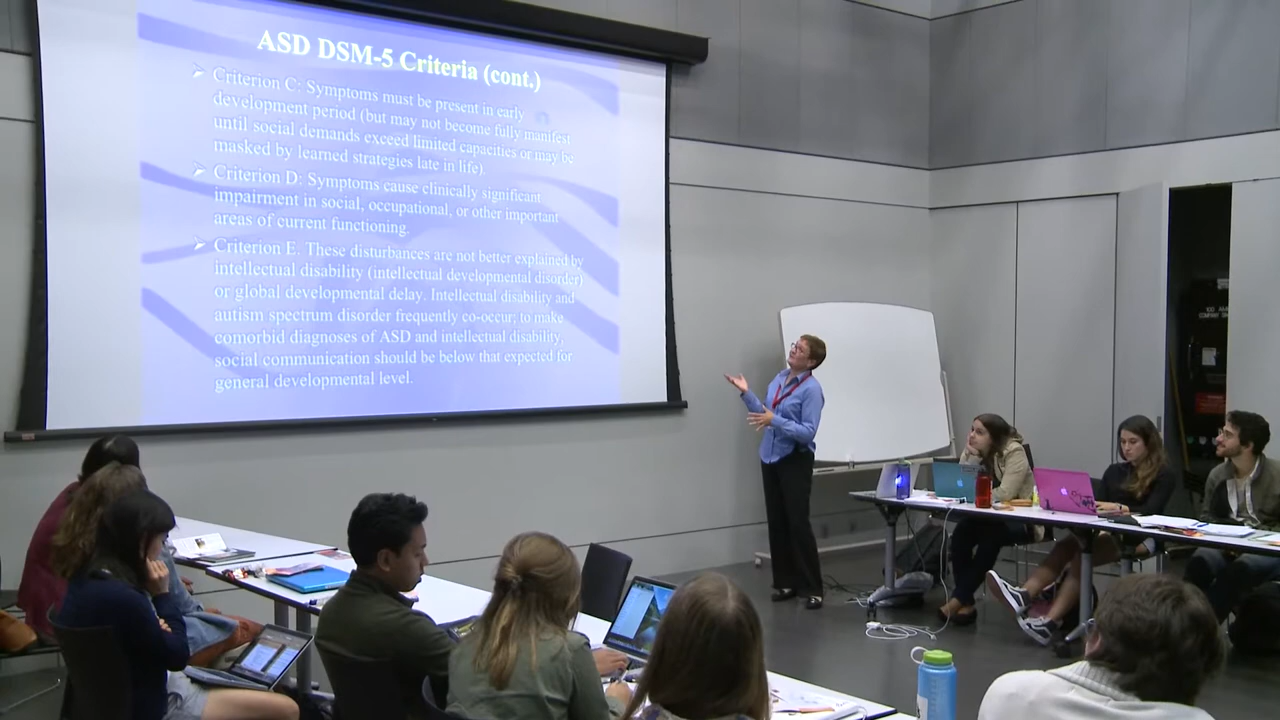 ASD DSM-5 Criteria (cont.)
Criterion C: Symptoms must be present in early
development period (but may not become fully manifest
until social demands exceed limited capacities or may be
masked by learned strategies late in life).
Criterion D: Symptoms cause clinically significant
impairment in social, occupational, or other important
areas of current functioning.
Criterion E. These disturbances are not better explained by
intellectual disability (intellectual developmental disorder)
or global developmental delay. Intellectual disability and
autism spectrum disorder frequently co-occur; to make
comorbid diagnoses of ASD and intellectual disability,
social communication should be below that expected for
general developmental level.